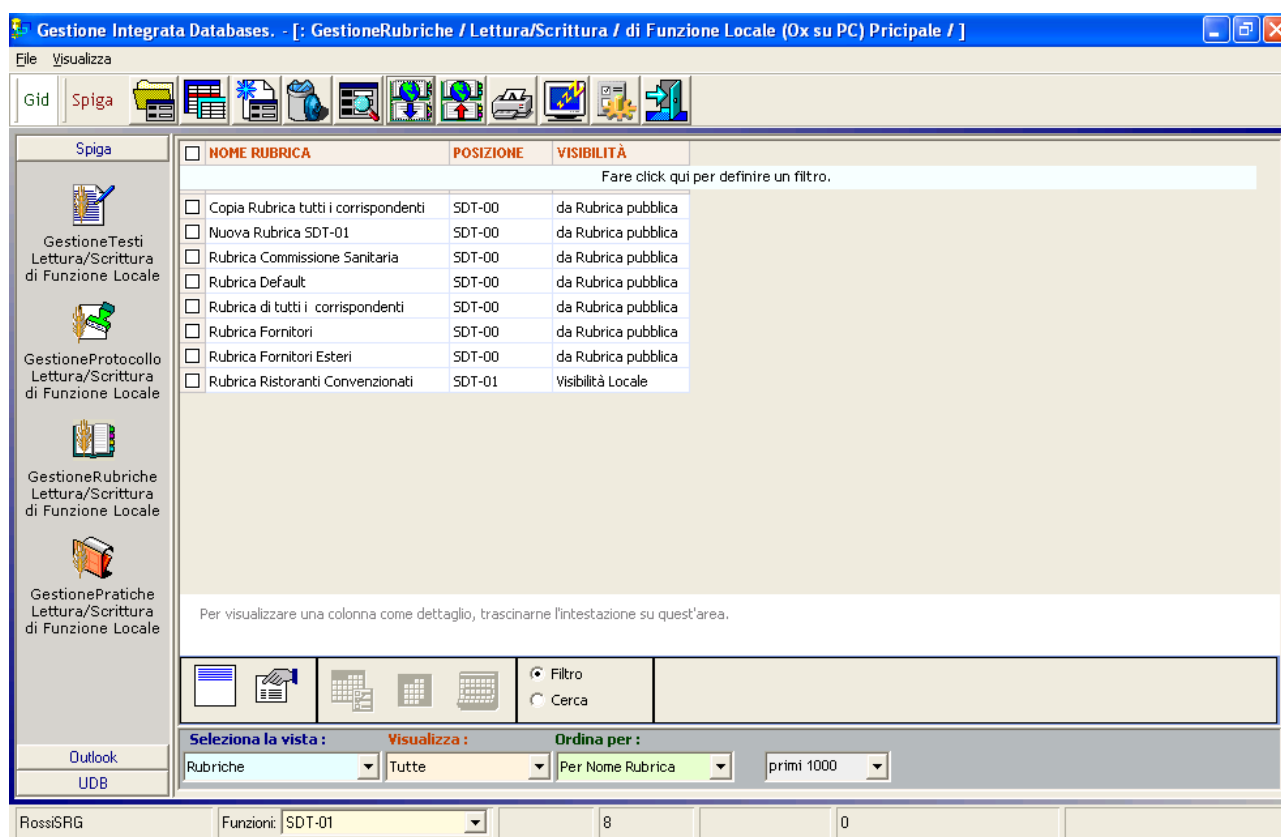 Gestione Integrata Databases. - [: GestioneRubriche / Lettura/Scrittura / di Funzione Locale (Ox su PC) Pricipale / ]
File Visualizza
Gid Spiga
Spiga
GestioneTesti
Lettura/Scrittura
di Funzione Locale
GestioneProtocollo
Lettura/Scrittura
di Funzione Locale
GestioneRubriche
Lettura/Scrittura
di Funzione Locale
GestionePratiche
Lettura/Scrittura
di Funzione Locale
Outlook
UDB
NOME RUBRICA POSIZIONE VISIBILITÀ
Fare click qui per definire un filtro.
Copia Rubrica tutti i corrispondenti SDT-00 da Rubrica pubblica
Nuova Rubrica SDT-01 SDT-00 da Rubrica pubblica
Rubrica Commissione Sanitaria SDT-00 da Rubrica pubblica
Rubrica Default SDT-00 da Rubrica pubblica
Rubrica di tutti i corrispondenti SDT-00 da Rubrica pubblica
Rubrica Fornitori SDT-00 da Rubrica pubblica
Rubrica Fornitori Esteri SDT-00 da Rubrica pubblica
Rubrica Ristoranti Convenzionati SDT-01 Visibilità Locale
Per visualizzare una colonna come dettaglio, trascinarne l'intestazione su quest'area.
Filtro
Cerca
Seleziona la vista : Visualizza : Ordina per :
Rubriche Tutte Per Nome Rubrica primi 1000
RossiSRG Funzioni: SDT-01 8 0